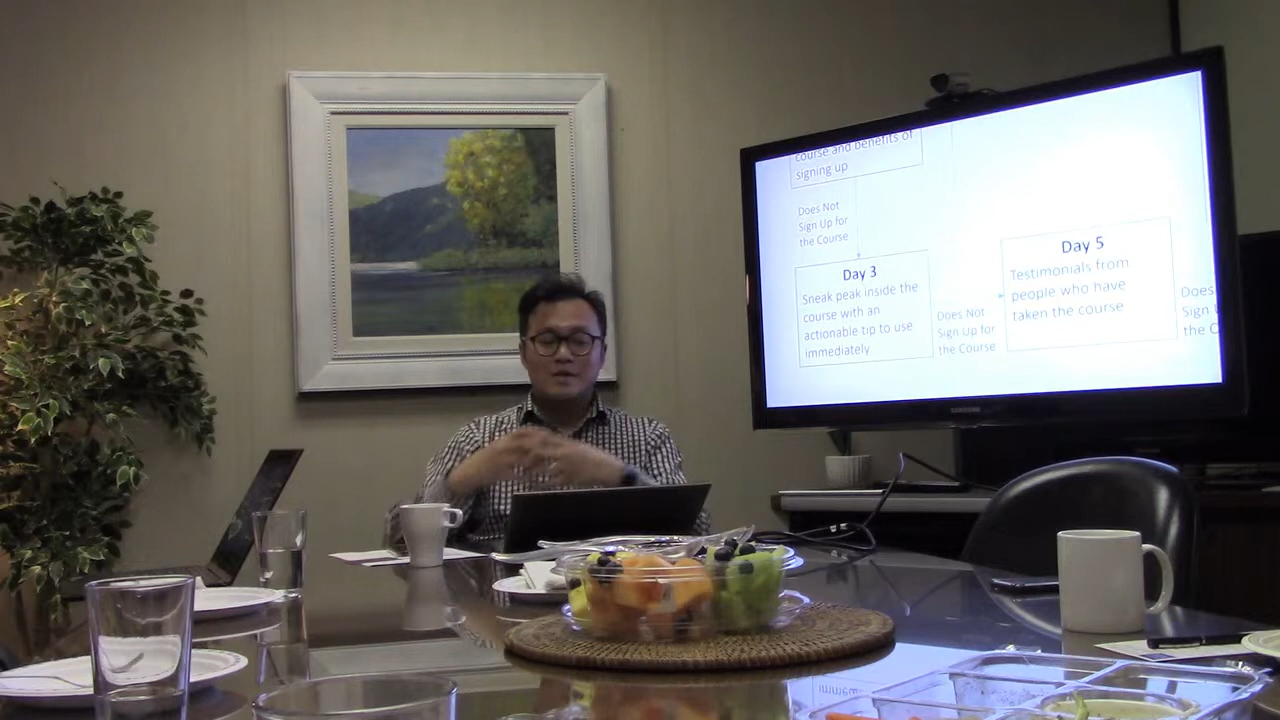 course and benefits of
signing up
Does Not
Sign Up for
the Course
Day 3
Sneak peak inside the
course with an
actionable tip to use
immediately
Does Not
Sign Up for
the Course
Day 5
Testimonials from
people who have
taken the course
Does
Sign U
the C
SAMSUNG